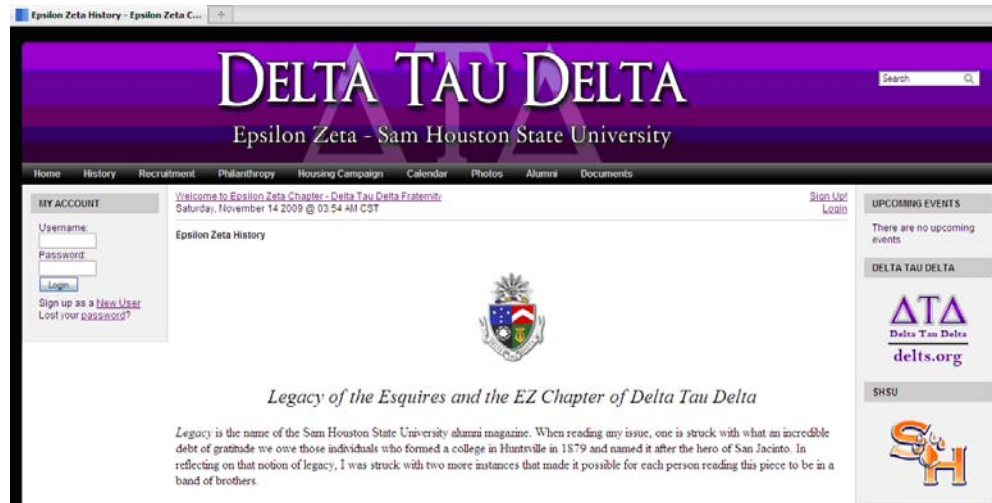 Epsilon Zeta History - Epsilon Zeta C...
DELTA TAU DELTA
Epsilon Zeta - Sam Houston State University
Search
Home History Recruitment Philanthropy Housing Campaign Calendar Photos Alumni Documents
MY ACCOUNT
Username:
Password:
Login
Sign up as a New User
Lost your password?
Welcome to Epsilon Zeta Chapter - Delta Tau Delta Fraternity
Saturday, November 14 2009 @ 03:54 AM CST
Sign Up!
Login
Epsilon Zeta History
Legacy of the Esquires and the EZ Chapter of Delta Tau Delta
Legacy is the name of the Sam Houston State University alumni magazine. When reading any issue, one is struck with what an incredible
debt of gratitude we owe those individuals who formed a college in Huntsville in 1879 and named it after the hero of San Jacinto. In
reflecting on that notion of legacy, I was struck with two more instances that made it possible for each person reading this piece to be in a
band of brothers.
UPCOMING EVENTS
There are no upcoming
events
DELTA TAU DELTA
ΔΤΔ
Delta Tau Delta
delts.org
SHSU
SH